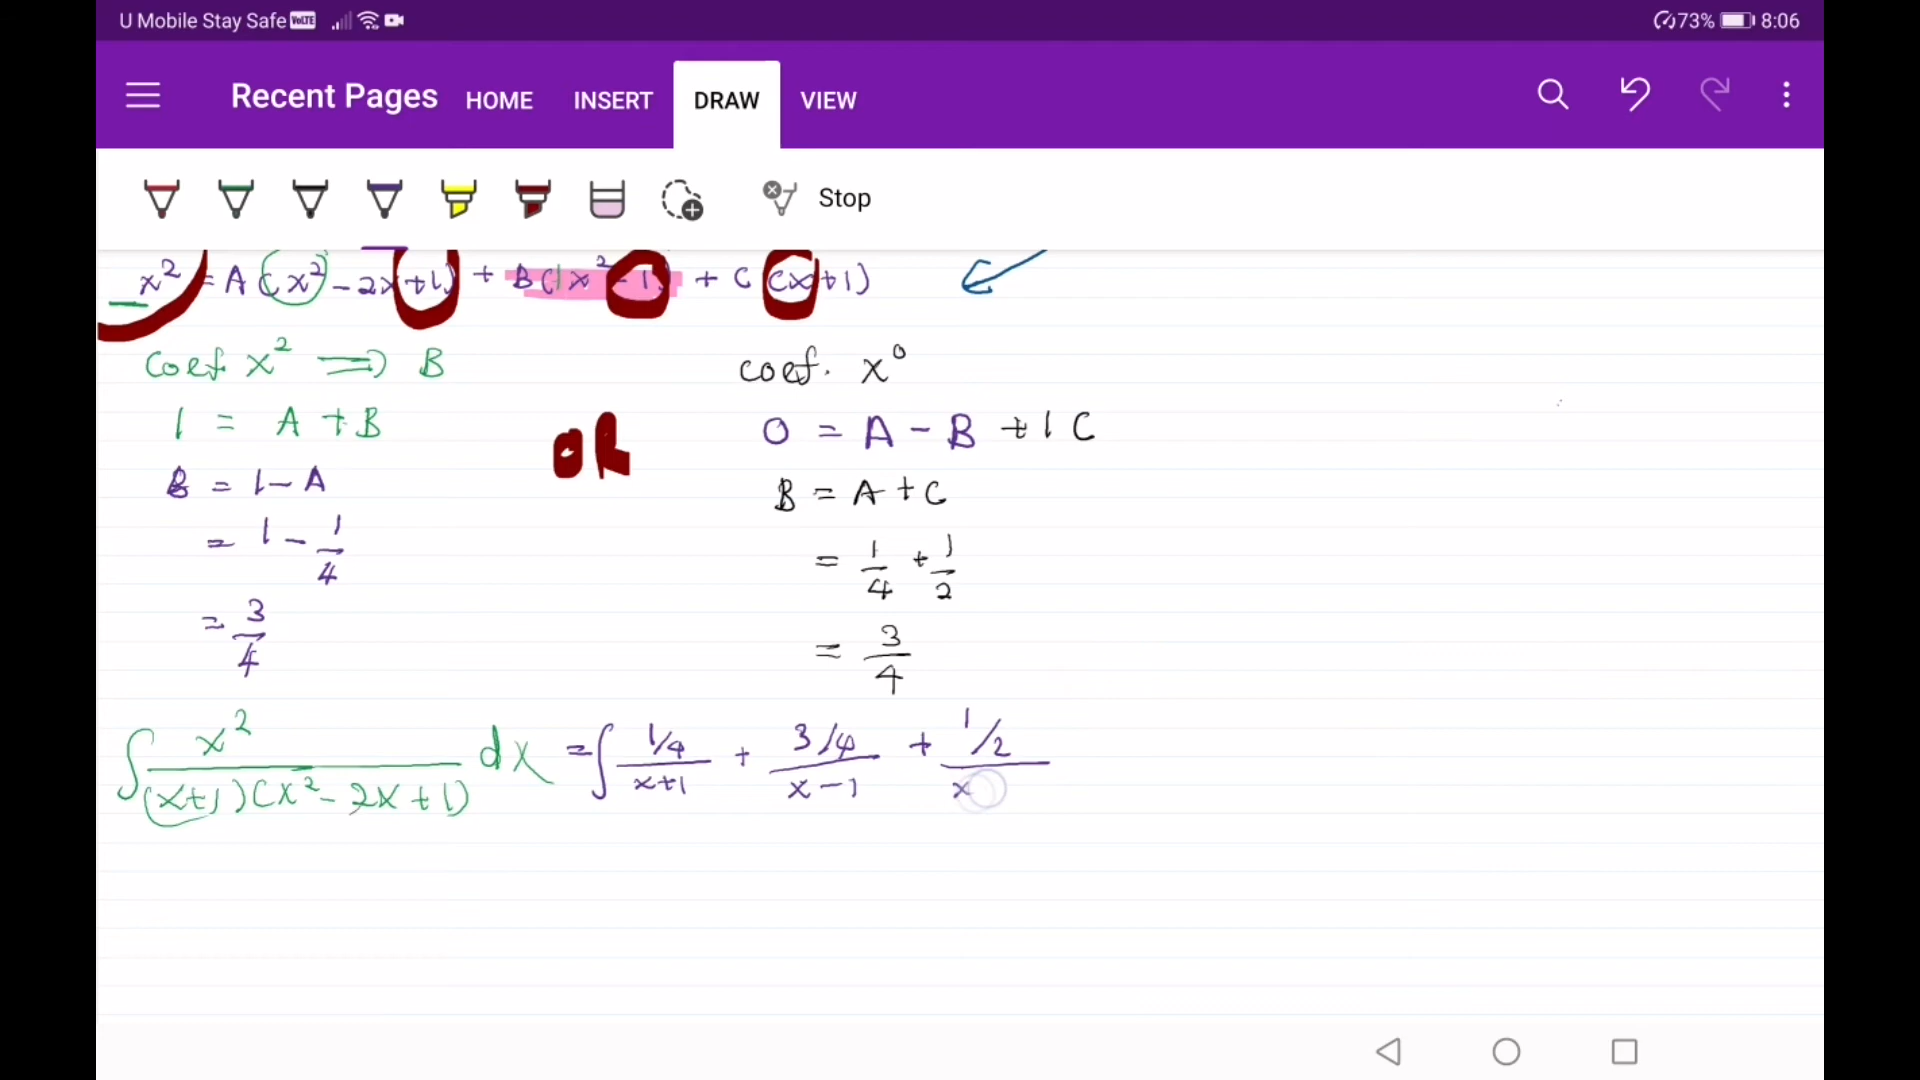 U Mobile Stay Safe VoLTE 73% 8:06
Recent Pages HOME INSERT DRAW VIEW
Stop
x² = A(x² - 2x + 1) + B(x² - 1) + C(x + 1)
Coef x² ⇒ B
1 = A + B
B = 1 - A
= 1 - 1/4
= 3/4
OR
coef. x⁰
0 = A - B + 1C
B = A + C
= 1/4 + 1/2
= 3/4
∫ x² / (x+1)(x² - 2x + 1) dx = ∫ 1/4 / x+1 + 3/4 / x-1 + 1/2 / x